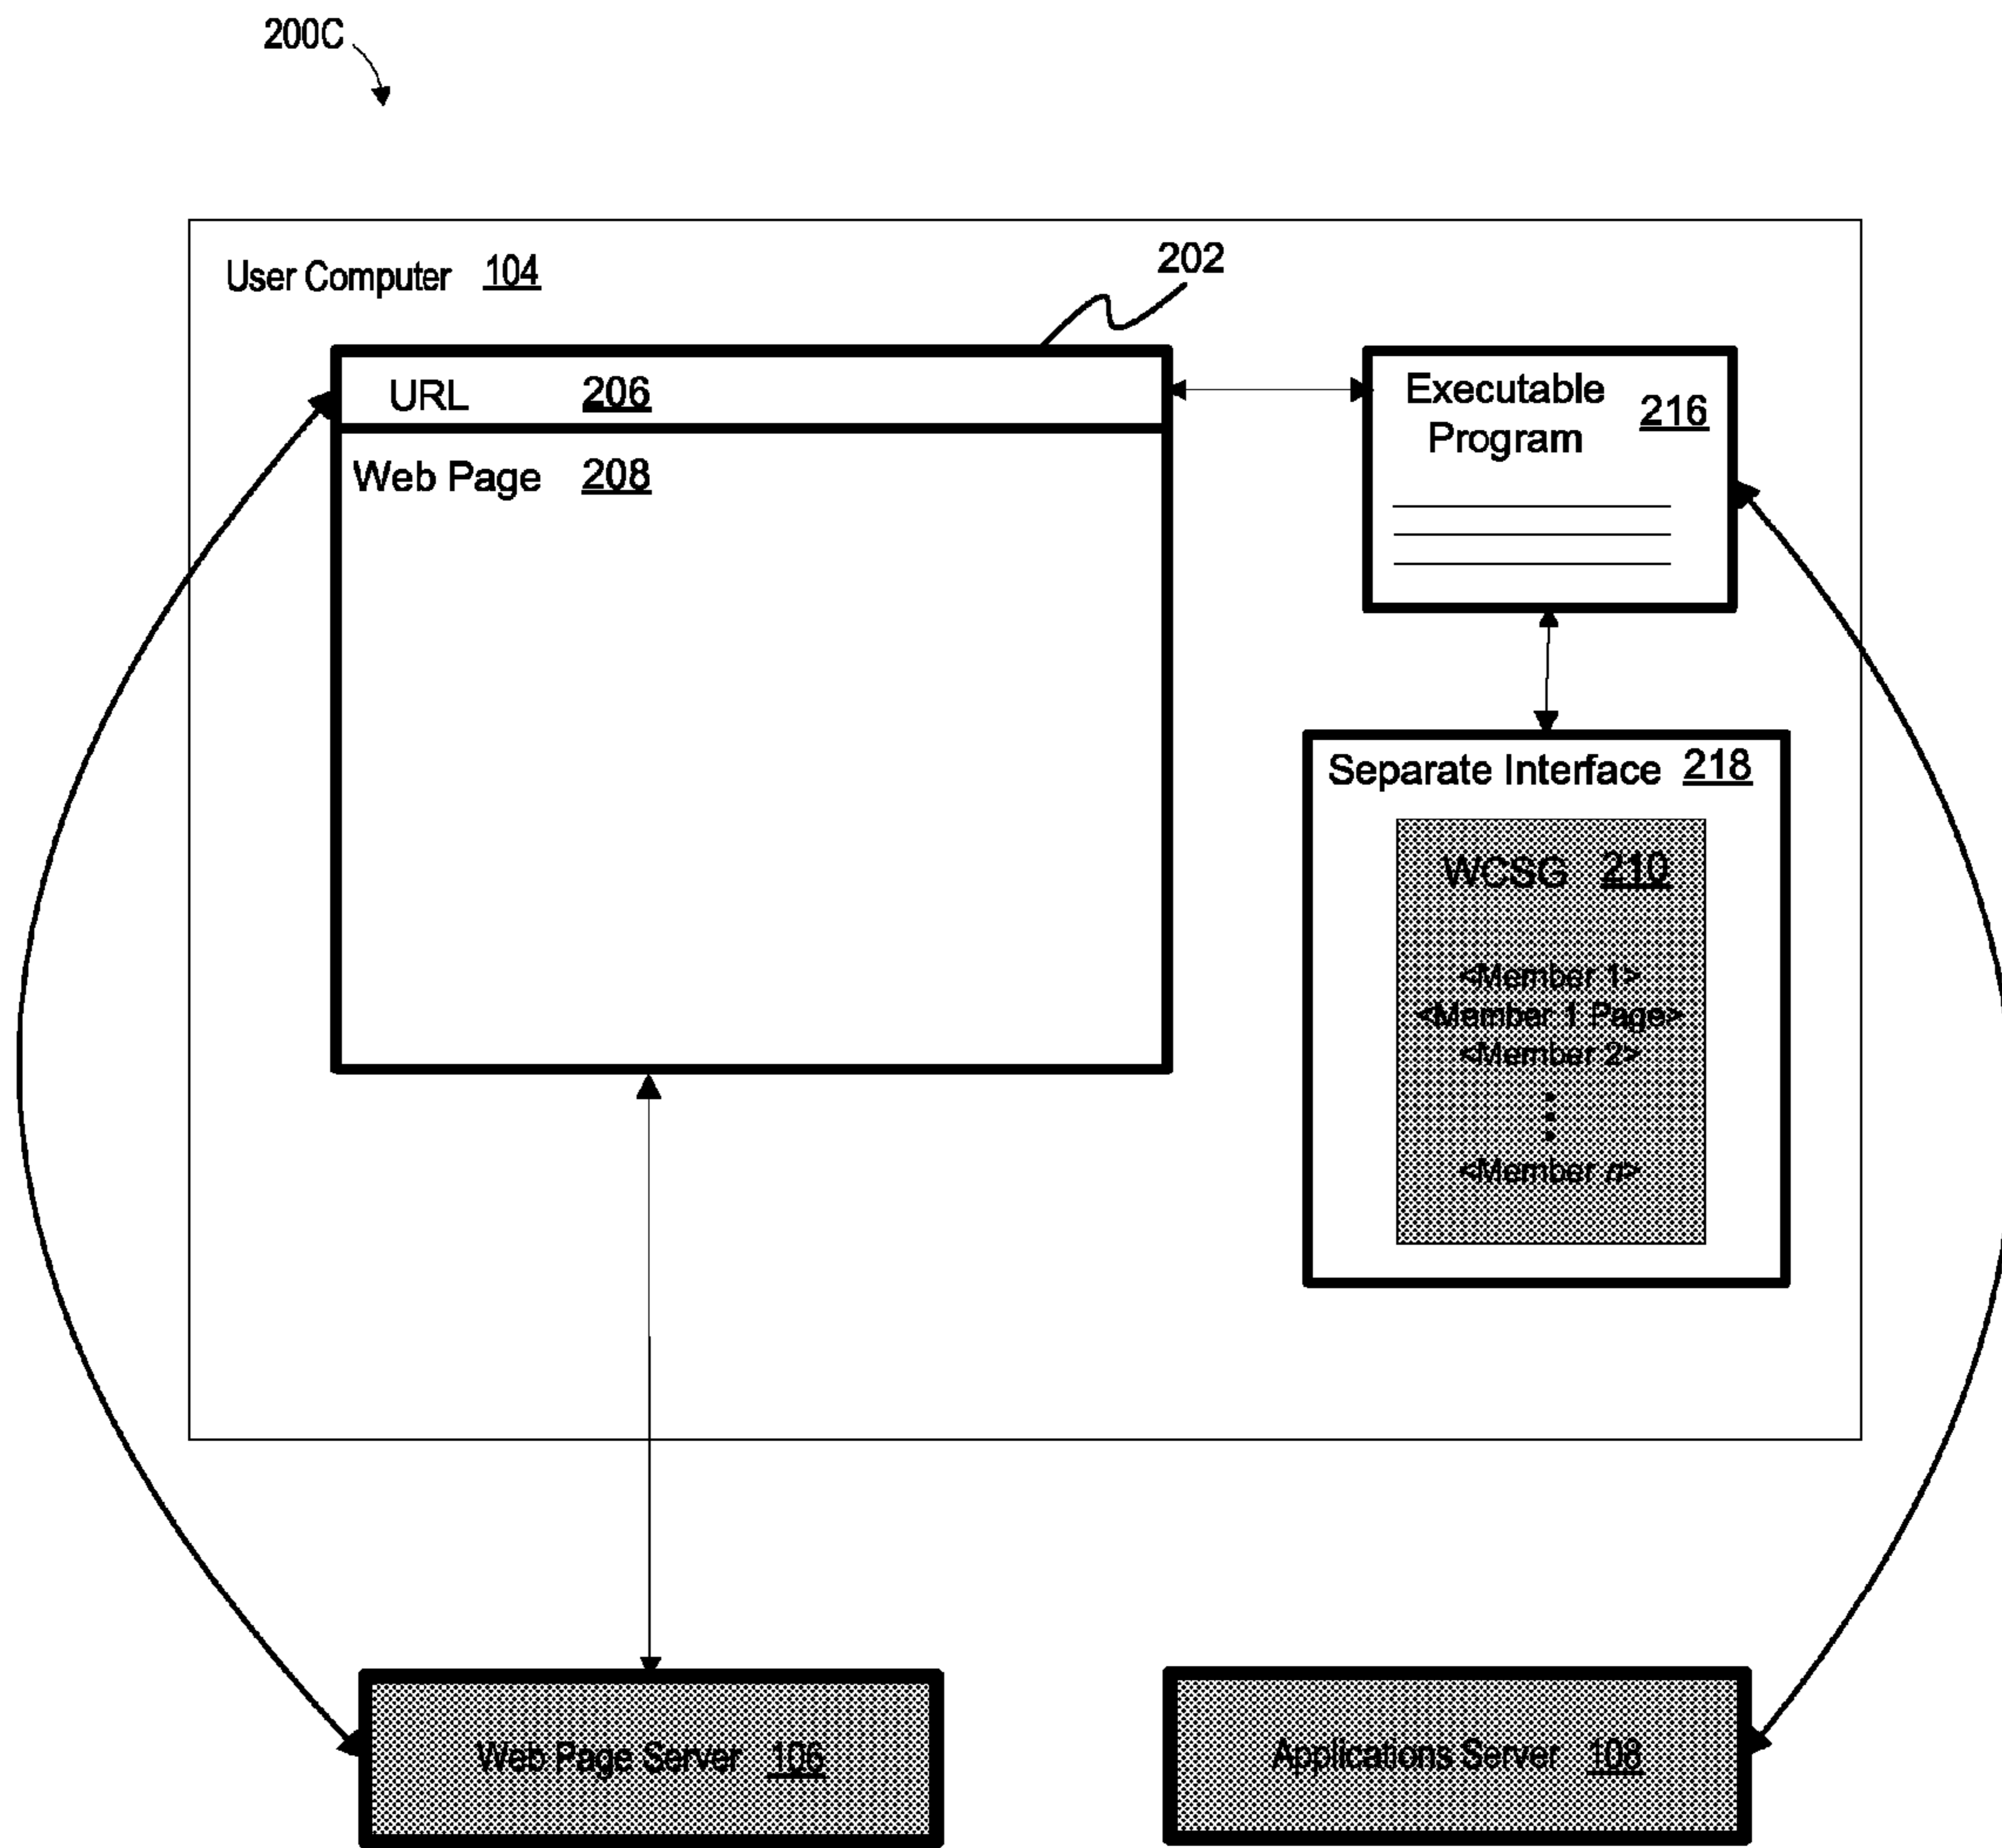 200C
User Computer 104
202
URL 206
Web Page 208
Executable
Program 216
Separate Interface 218
WCSG 210
<Member 1>
<Member 1 Page>
<Member 2>
<Member n>
Web Page Server 106
Applications Server 108